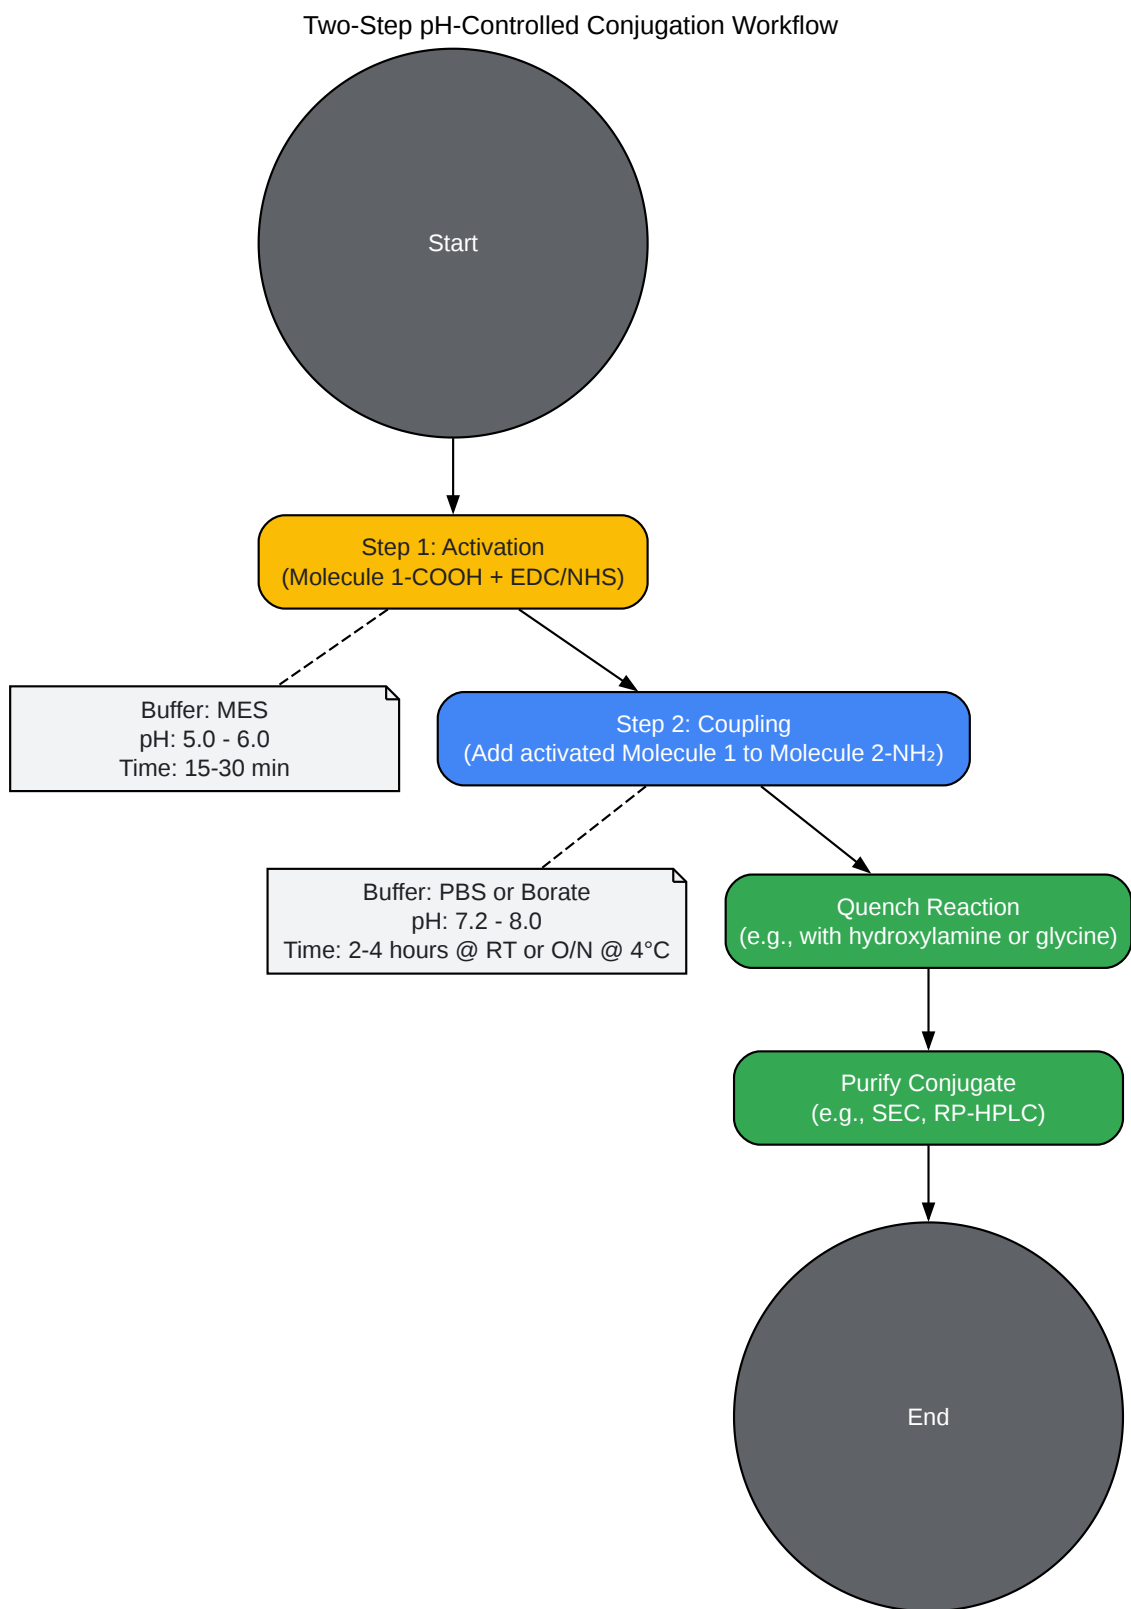 Two-Step pH-Controlled Conjugation Workflow
Start
Step 1: Activation
(Molecule 1-COOH + EDC/NHS)
Buffer: MES
pH: 5.0 - 6.0
Time: 15-30 min
Step 2: Coupling
(Add activated Molecule 1 to Molecule 2-NH₂)
Buffer: PBS or Borate
pH: 7.2 - 8.0
Time: 2-4 hours @ RT or O/N @ 4°C
Quench Reaction
(e.g., with hydroxylamine or glycine)
Purify Conjugate
(e.g., SEC, RP-HPLC)
End